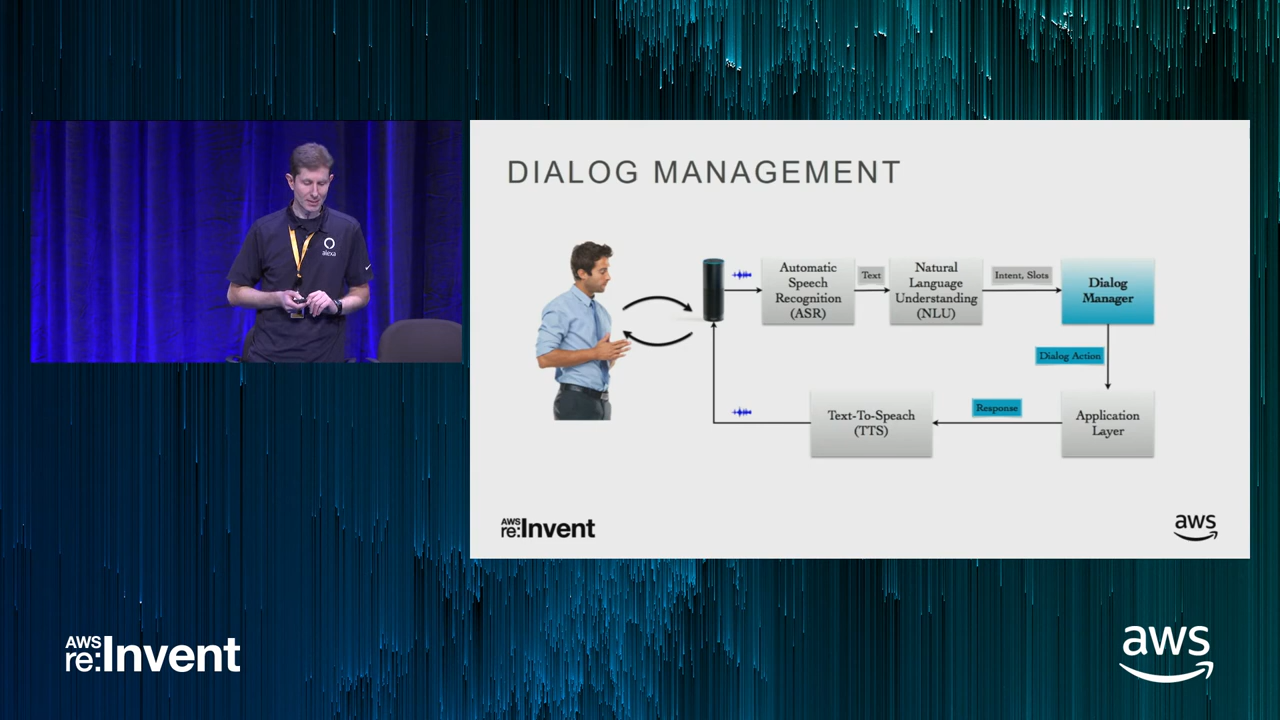 alexa
DIALOG MANAGEMENT
Automatic
Speech
Recognition
(ASR)
Text
Natural
Language
Understanding
(NLU)
Intent, Slots
Dialog
Manager
Dialog Action
Application
Layer
Response
Text-To-Speach
(TTS)
AWS
re:Invent
aws
AWS
re:Invent
aws